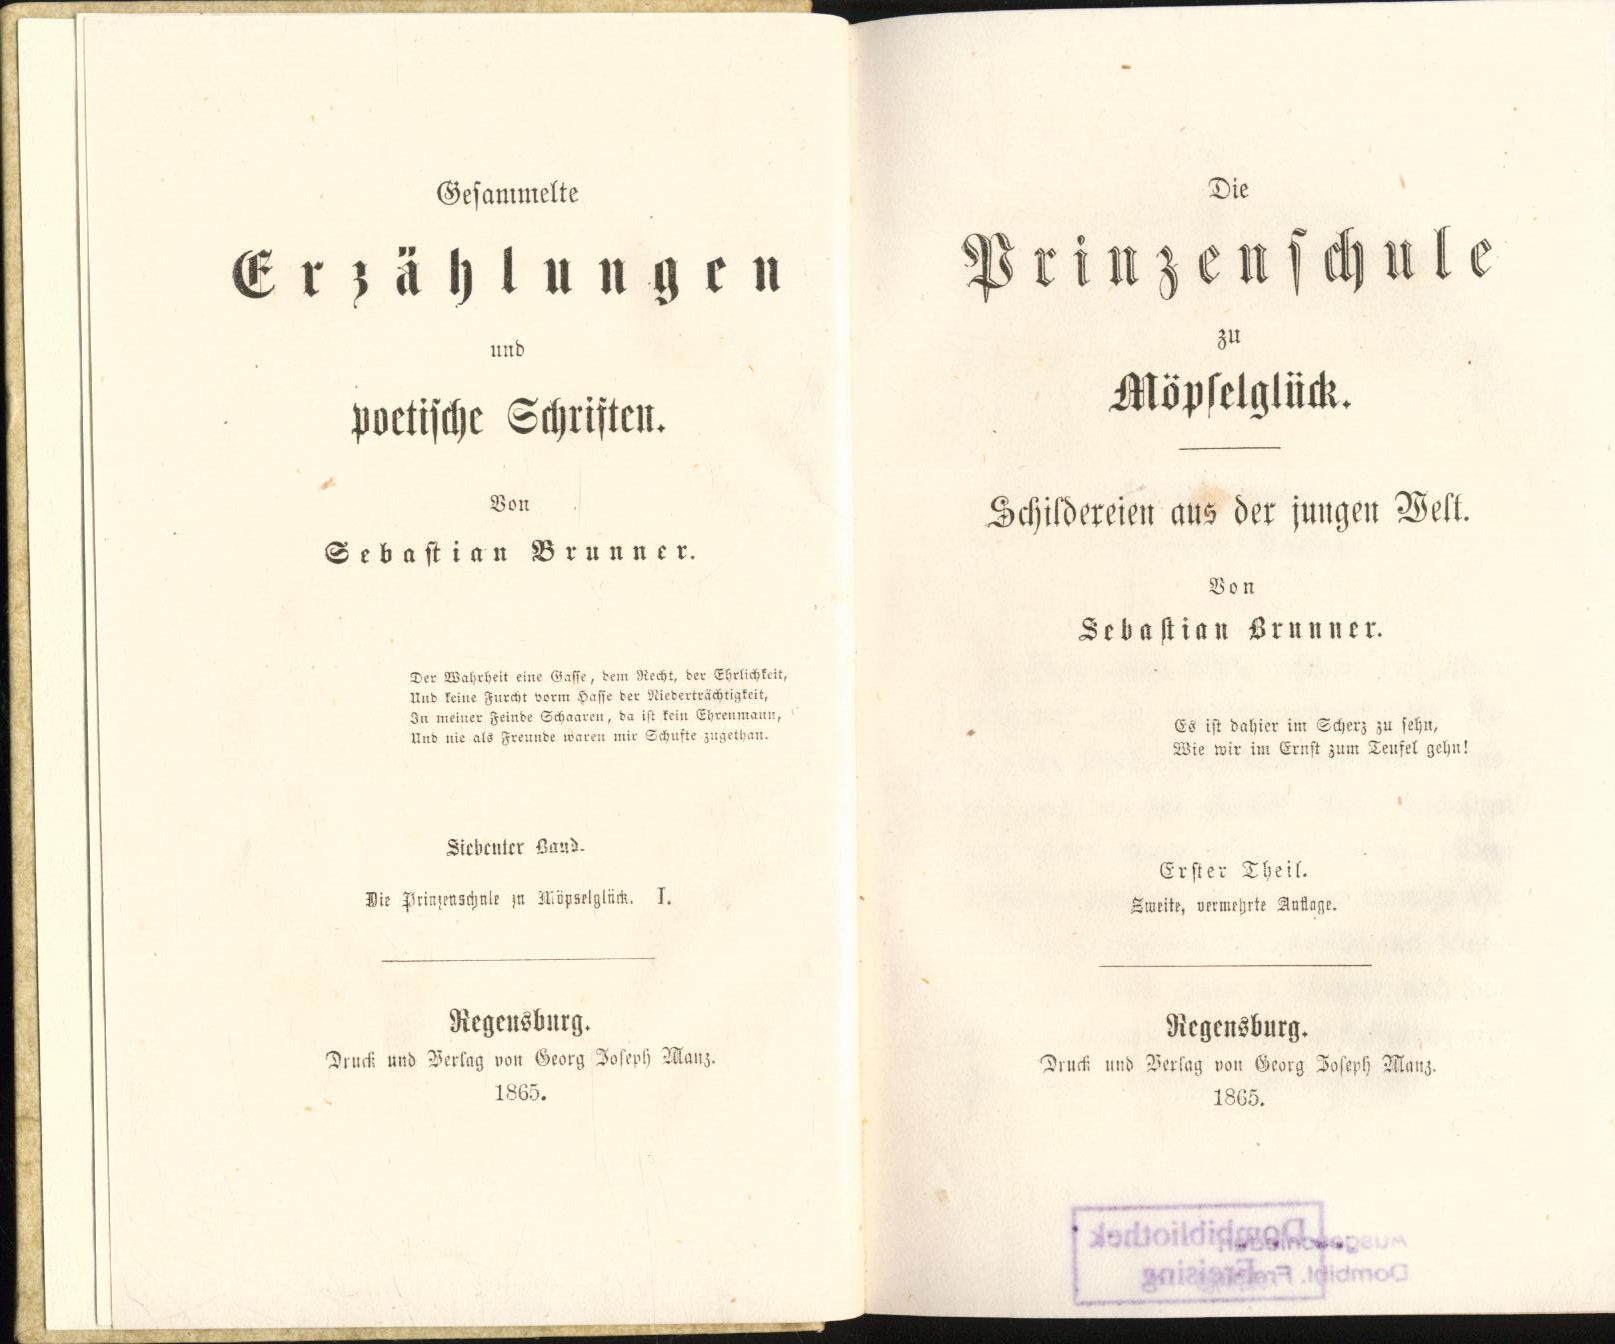 Gesammelte
Erzählungen
und
poetische Schriften.
Von
Sebastian Brunner.
Der Wahrheit eine Gasse, dem Recht, der Ehrlichkeit,
Und keine Furcht vorm Hasse der Niederträchtigkeit,
In meiner Feinde Schaaren, da ist kein Ehrenmann,
Und nie als Freunde waren mir Schufte zugethan.
Siebenter Band.
Die Prinzenschule zu Möpselglück. I.
Regensburg.
Druck und Verlag von Georg Joseph Manz.
1865.
Die
Prinzenschule
zu
Möpselglück.
Schildereien aus der jungen Welt.
Von
Sebastian Brunner.
Es ist dahier im Scherz zu sehn,
Wie wir im Ernst zum Teufel gehn!
Erster Theil.
Zweite, vermehrte Auflage.
Regensburg.
Druck und Verlag von Georg Joseph Manz.
1865.
Dombibliothek
Freising
Ausgeschieden
Dombibl. Freising